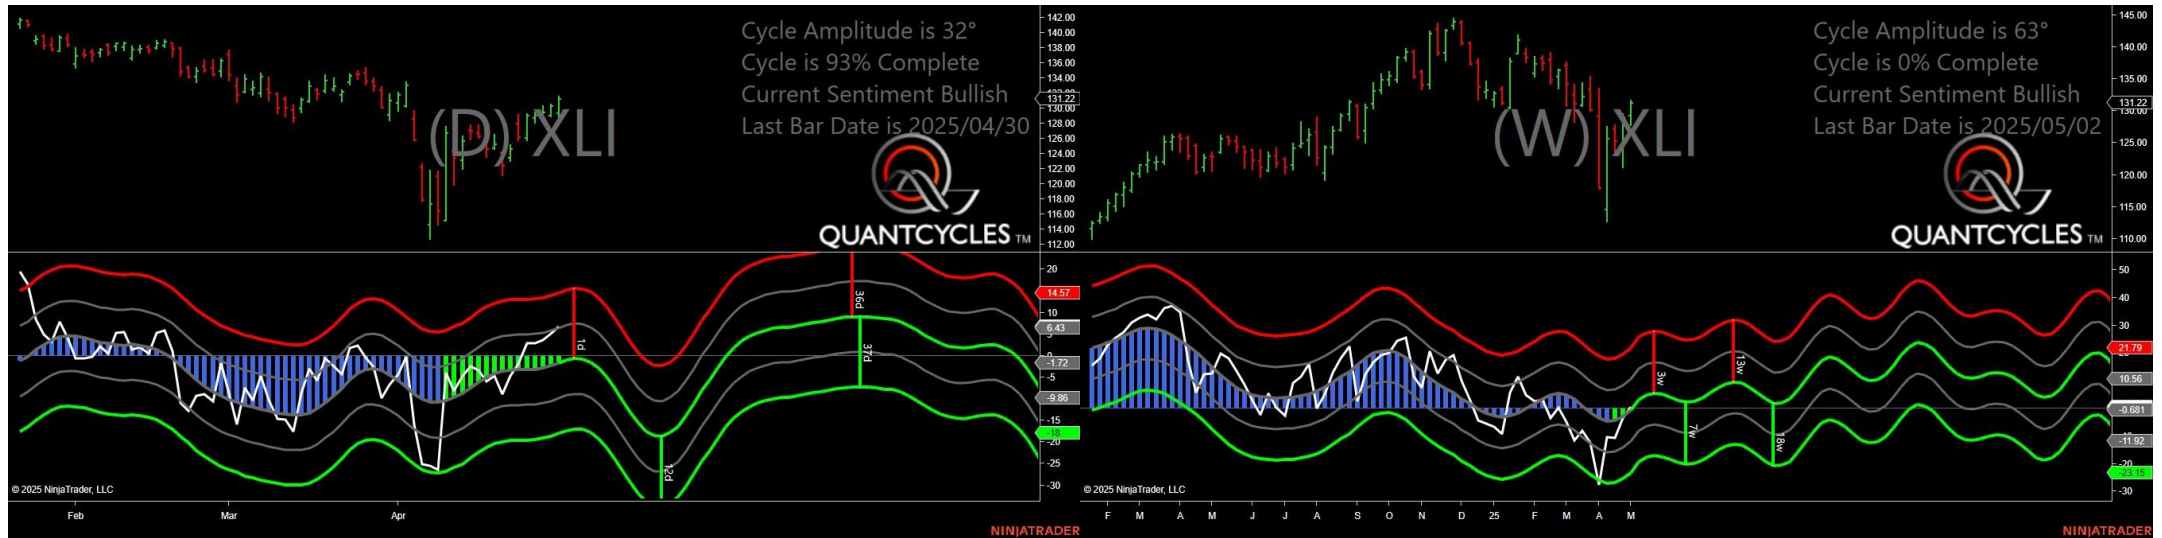 Cycle Amplitude is 32°
Cycle is 93% Complete
Current Sentiment Bullish
Last Bar Date is 2025/04/30
(D) XLI
QUANTCYCLES TM
142.00
140.00
138.00
136.00
134.00
131.22
130.00
128.00
126.00
124.00
122.00
120.00
118.00
116.00
114.00
112.00
20
14.57
10
6.43
-1.72
-5
-9.86
-15
-18
-20
-25
-30
1d
12d
36d
37d
© 2025 NinjaTrader, LLC
Feb
Mar
Apr
NINJATRADER
Cycle Amplitude is 63°
Cycle is 0% Complete
Current Sentiment Bullish
Last Bar Date is 2025/05/02
(W) XLI
QUANTCYCLES TM
145.00
140.00
135.00
131.22
125.00
120.00
115.00
110.00
50
40
30
21.79
10.56
-0.681
-11.92
-20
-23.15
-30
3w
7w
13w
18w
© 2025 NinjaTrader, LLC
F
M
A
M
J
J
A
S
O
N
D
25
F
M
A
M
NINJATRADER